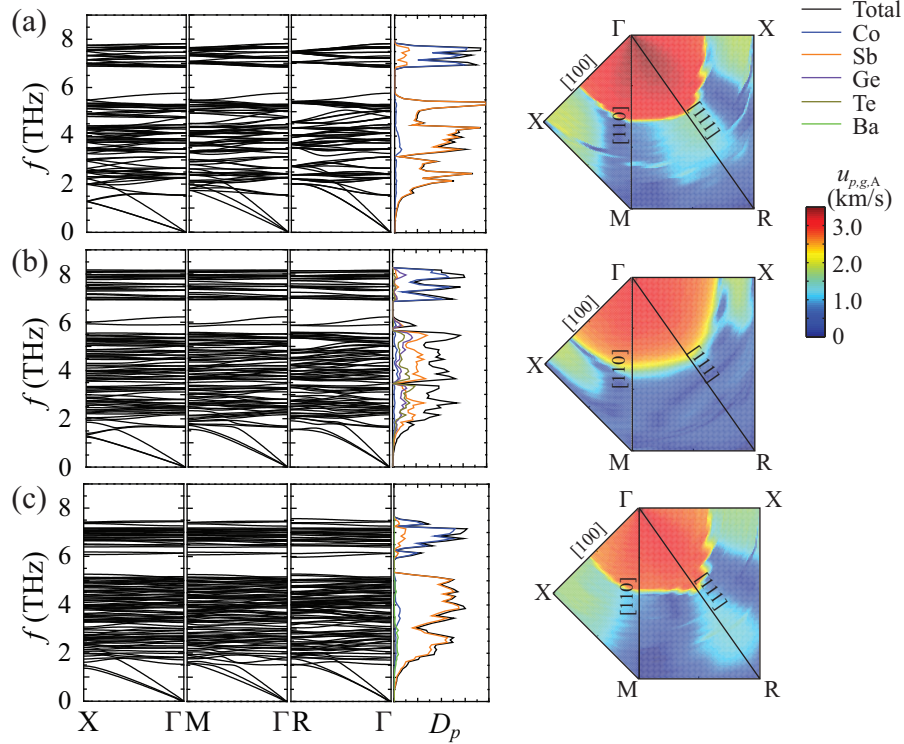 (a)
8
6
4
2
0
f (THz)
Γ
X
[100]
X
[110]
[111]
M
R
Total
Co
Sb
Ge
Te
Ba
u_{p,g,A}
(km/s)
3.0
2.0
1.0
0
(b)
8
6
4
2
0
f (THz)
Γ
X
[100]
X
[110]
[111]
M
R
(c)
8
6
4
2
0
f (THz)
X Γ M Γ R Γ D_p
Γ
X
[100]
X
[110]
[111]
M
R